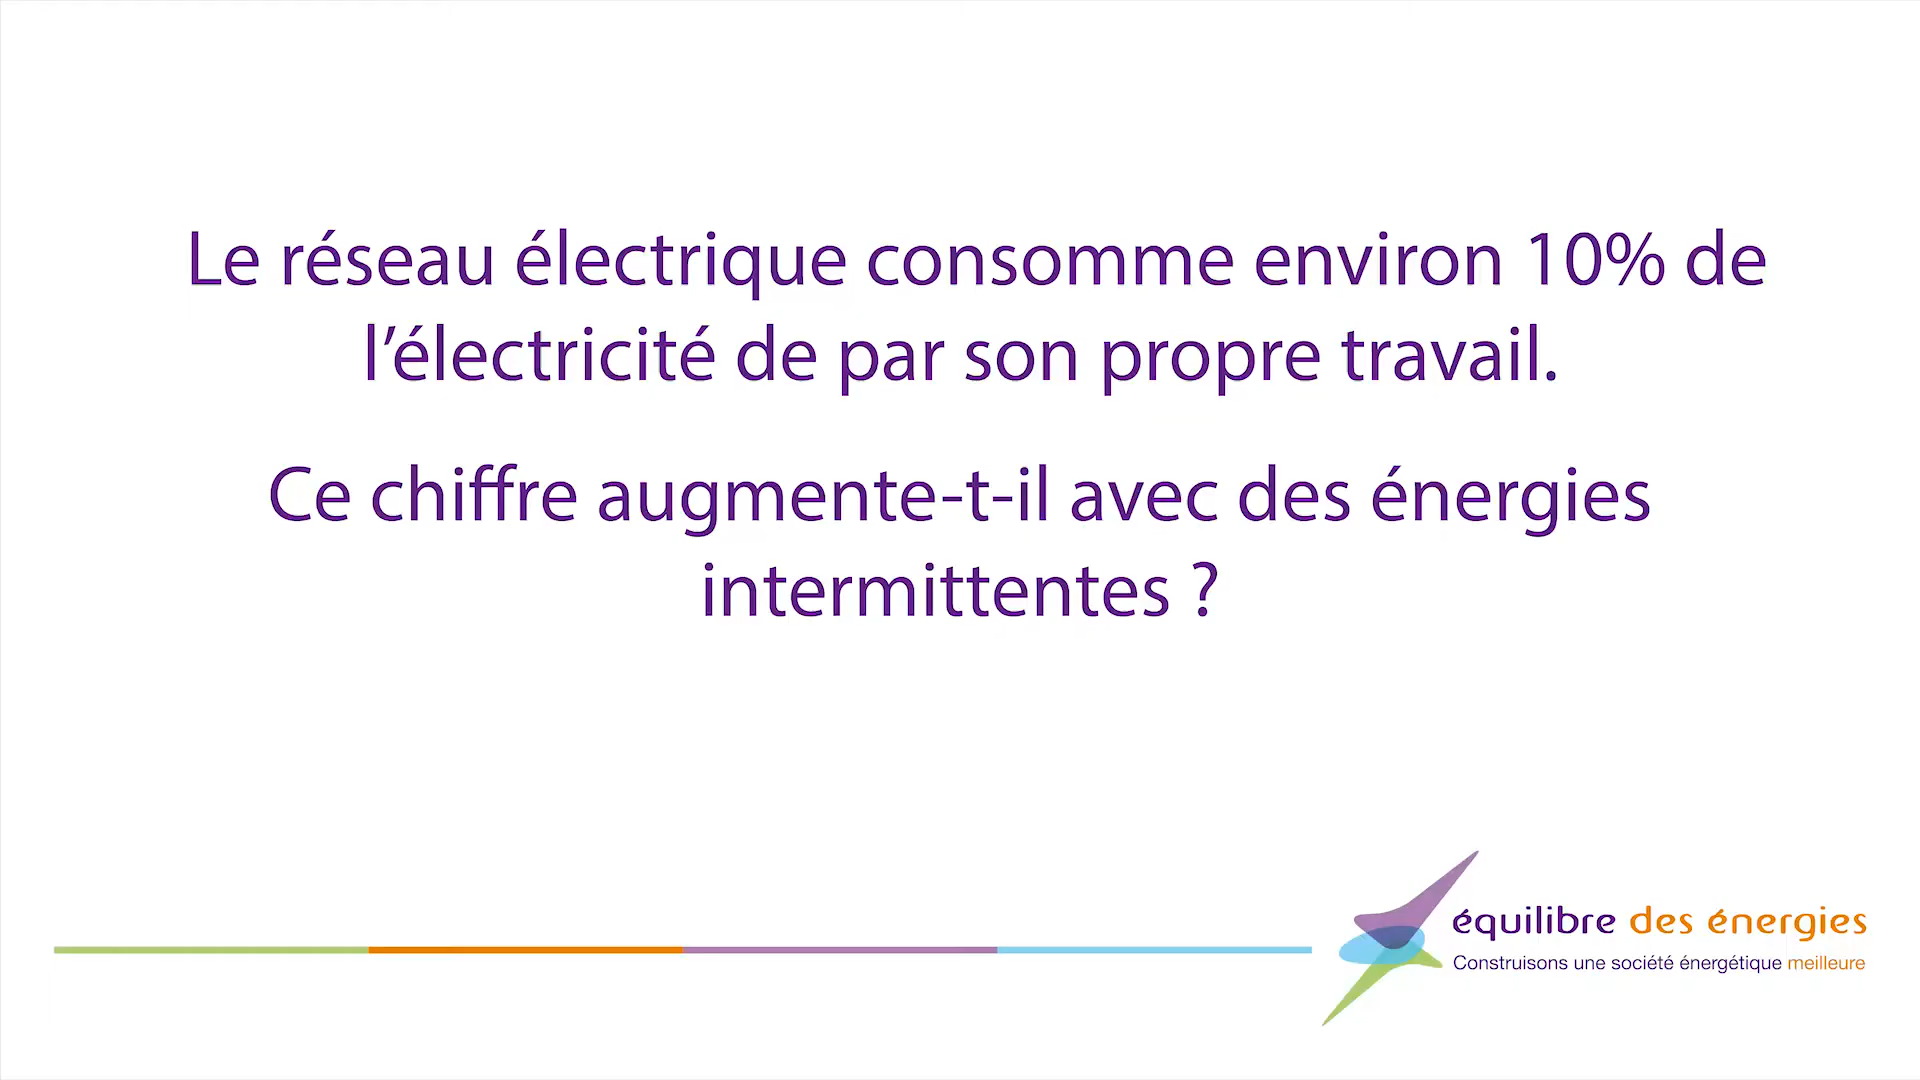 Le réseau électrique consomme environ 10% de
l’électricité de par son propre travail.
Ce chiffre augmente-t-il avec des énergies
intermittentes ?
équilibre des énergies
Construisons une société énergétique meilleure